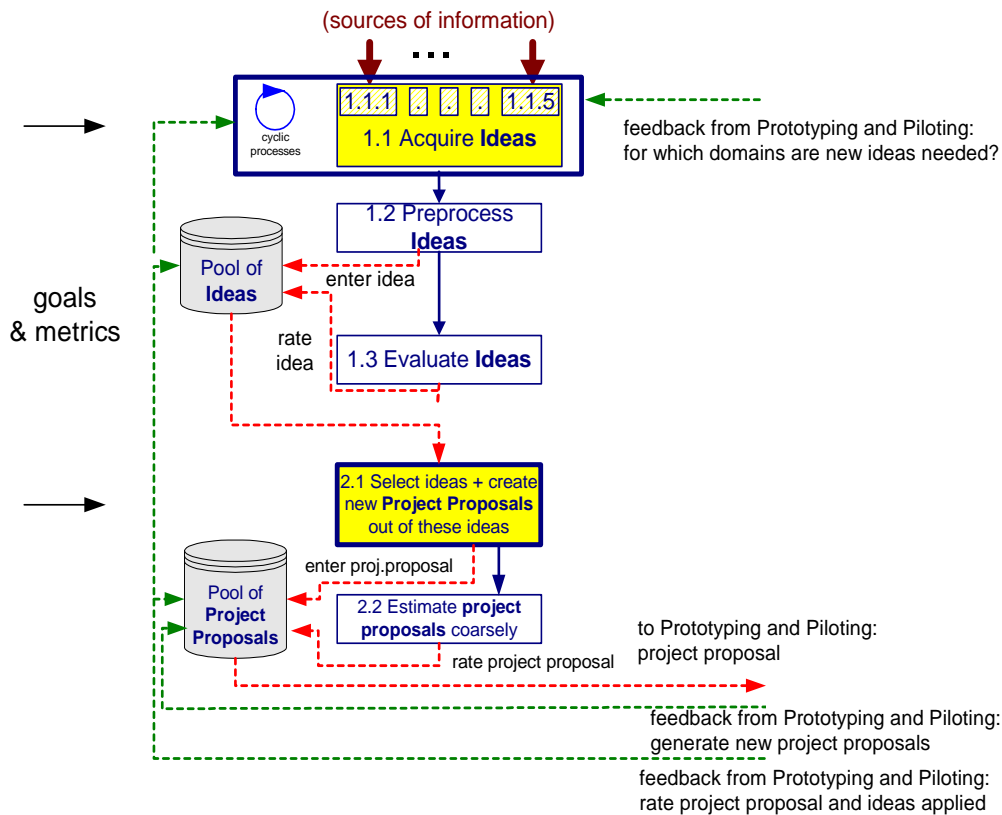 (sources of information)
...
1.1.1 . . . 1.1.5
cyclic
processes
1.1 Acquire Ideas
feedback from Prototyping and Piloting:
for which domains are new ideas needed?
1.2 Preprocess
Ideas
Pool of
Ideas
enter idea
goals
& metrics
rate
idea
1.3 Evaluate Ideas
2.1 Select ideas + create
new Project Proposals
out of these ideas
enter proj.proposal
Pool of
Project
Proposals
2.2 Estimate project
proposals coarsely
rate project proposal
to Prototyping and Piloting:
project proposal
feedback from Prototyping and Piloting:
generate new project proposals
feedback from Prototyping and Piloting:
rate project proposal and ideas applied